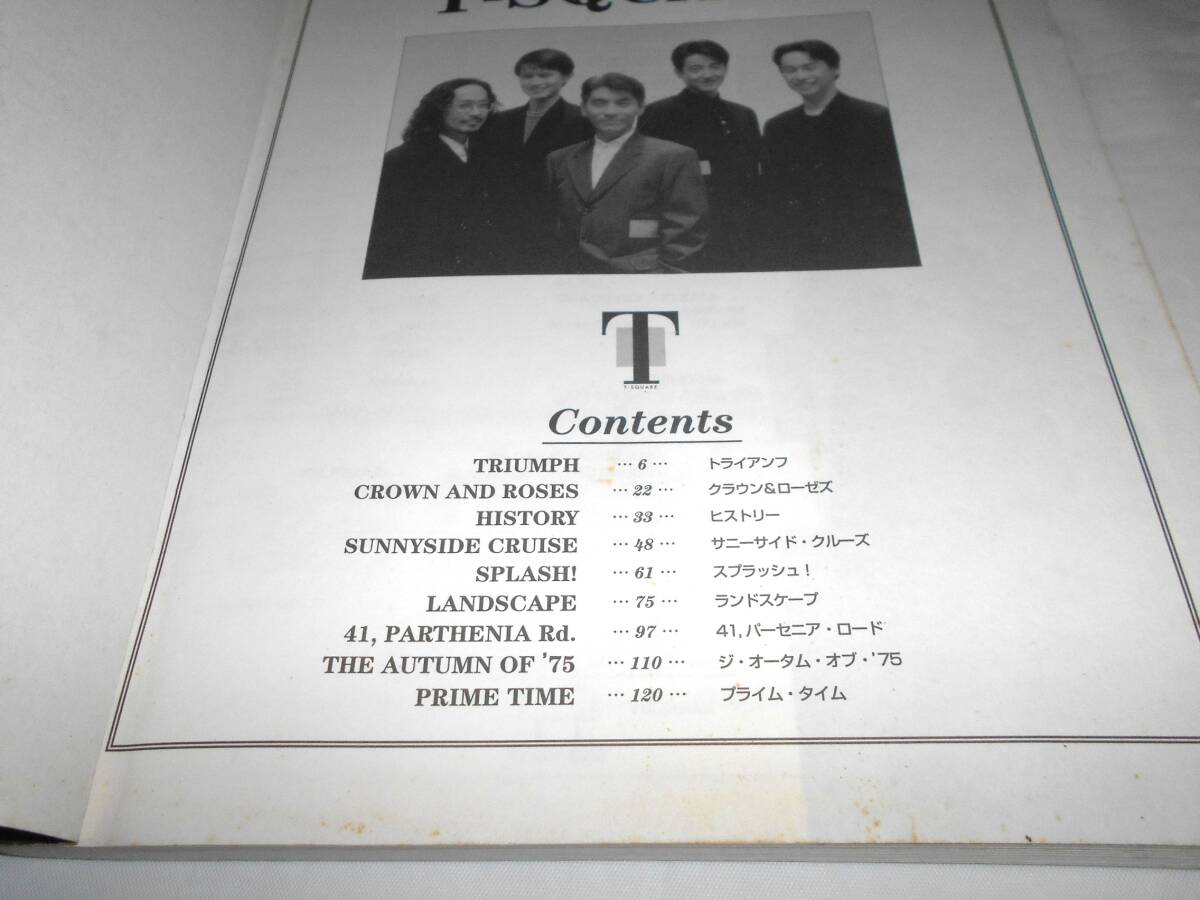 T-SQUARE
T
T-SQUARE
Contents
TRIUMPH ··· 6 ··· トライアンフ
CROWN AND ROSES ··· 22 ··· クラウン&ローゼズ
HISTORY ··· 33 ··· ヒストリー
SUNNYSIDE CRUISE ··· 48 ··· サニーサイド・クルーズ
SPLASH! ··· 61 ··· スプラッシュ!
LANDSCAPE ··· 75 ··· ランドスケープ
41, PARTHENIA Rd. ··· 97 ··· 41,パーセニア・ロード
THE AUTUMN OF ’75 ··· 110 ··· ジ・オータム・オブ・’75
PRIME TIME ··· 120 ··· プライム・タイム